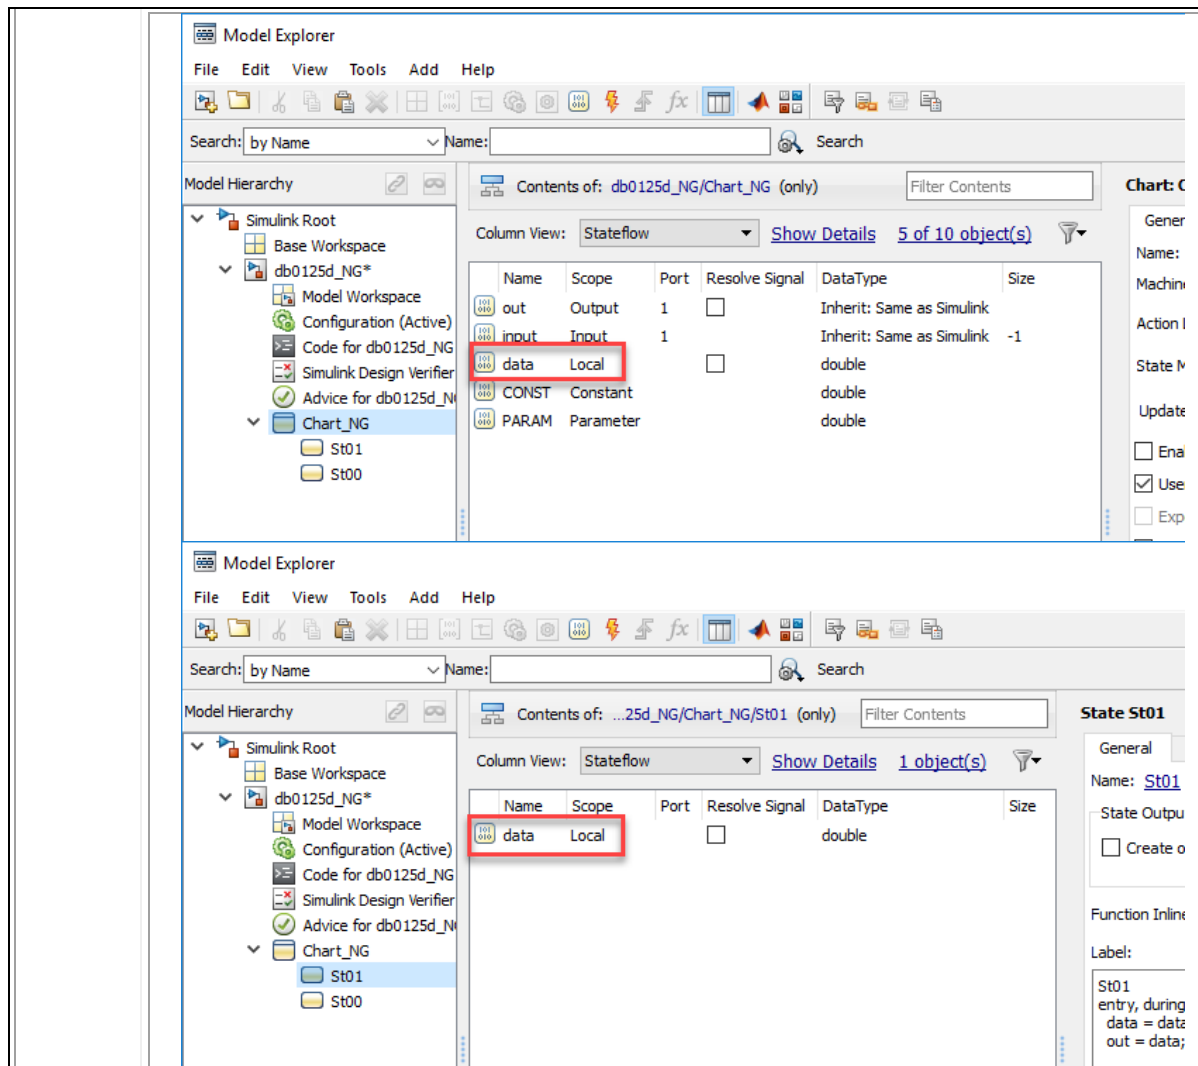 Model Explorer
File Edit View Tools Add Help
Search: by Name Name: Search
Model Hierarchy
Contents of: db0125d_NG/Chart_NG (only) Filter Contents
Column View: Stateflow Show Details 5 of 10 object(s)
Simulink Root
Base Workspace
db0125d_NG*
Model Workspace
Configuration (Active)
Code for db0125d_NG
Simulink Design Verifier
Advice for db0125d_N
Chart_NG
St01
St00
Name Scope Port Resolve Signal DataType Size
out Output 1 Inherit: Same as Simulink
input Input 1 Inherit: Same as Simulink -1
data Local double
CONST Constant double
PARAM Parameter double
Chart: C
Gener
Name:
Machine
Action
State M
Update
Enal
User
Exp
Model Explorer
File Edit View Tools Add Help
Search: by Name Name: Search
Model Hierarchy
Contents of: ...25d_NG/Chart_NG/St01 (only) Filter Contents
Column View: Stateflow Show Details 1 object(s)
Simulink Root
Base Workspace
db0125d_NG*
Model Workspace
Configuration (Active)
Code for db0125d_NG
Simulink Design Verifier
Advice for db0125d_N
Chart_NG
St01
St00
Name Scope Port Resolve Signal DataType Size
data Local double
State St01
General
Name: St01
State Outpu
Create o
Function Inline
Label:
St01
entry, during
data = data
out = data;